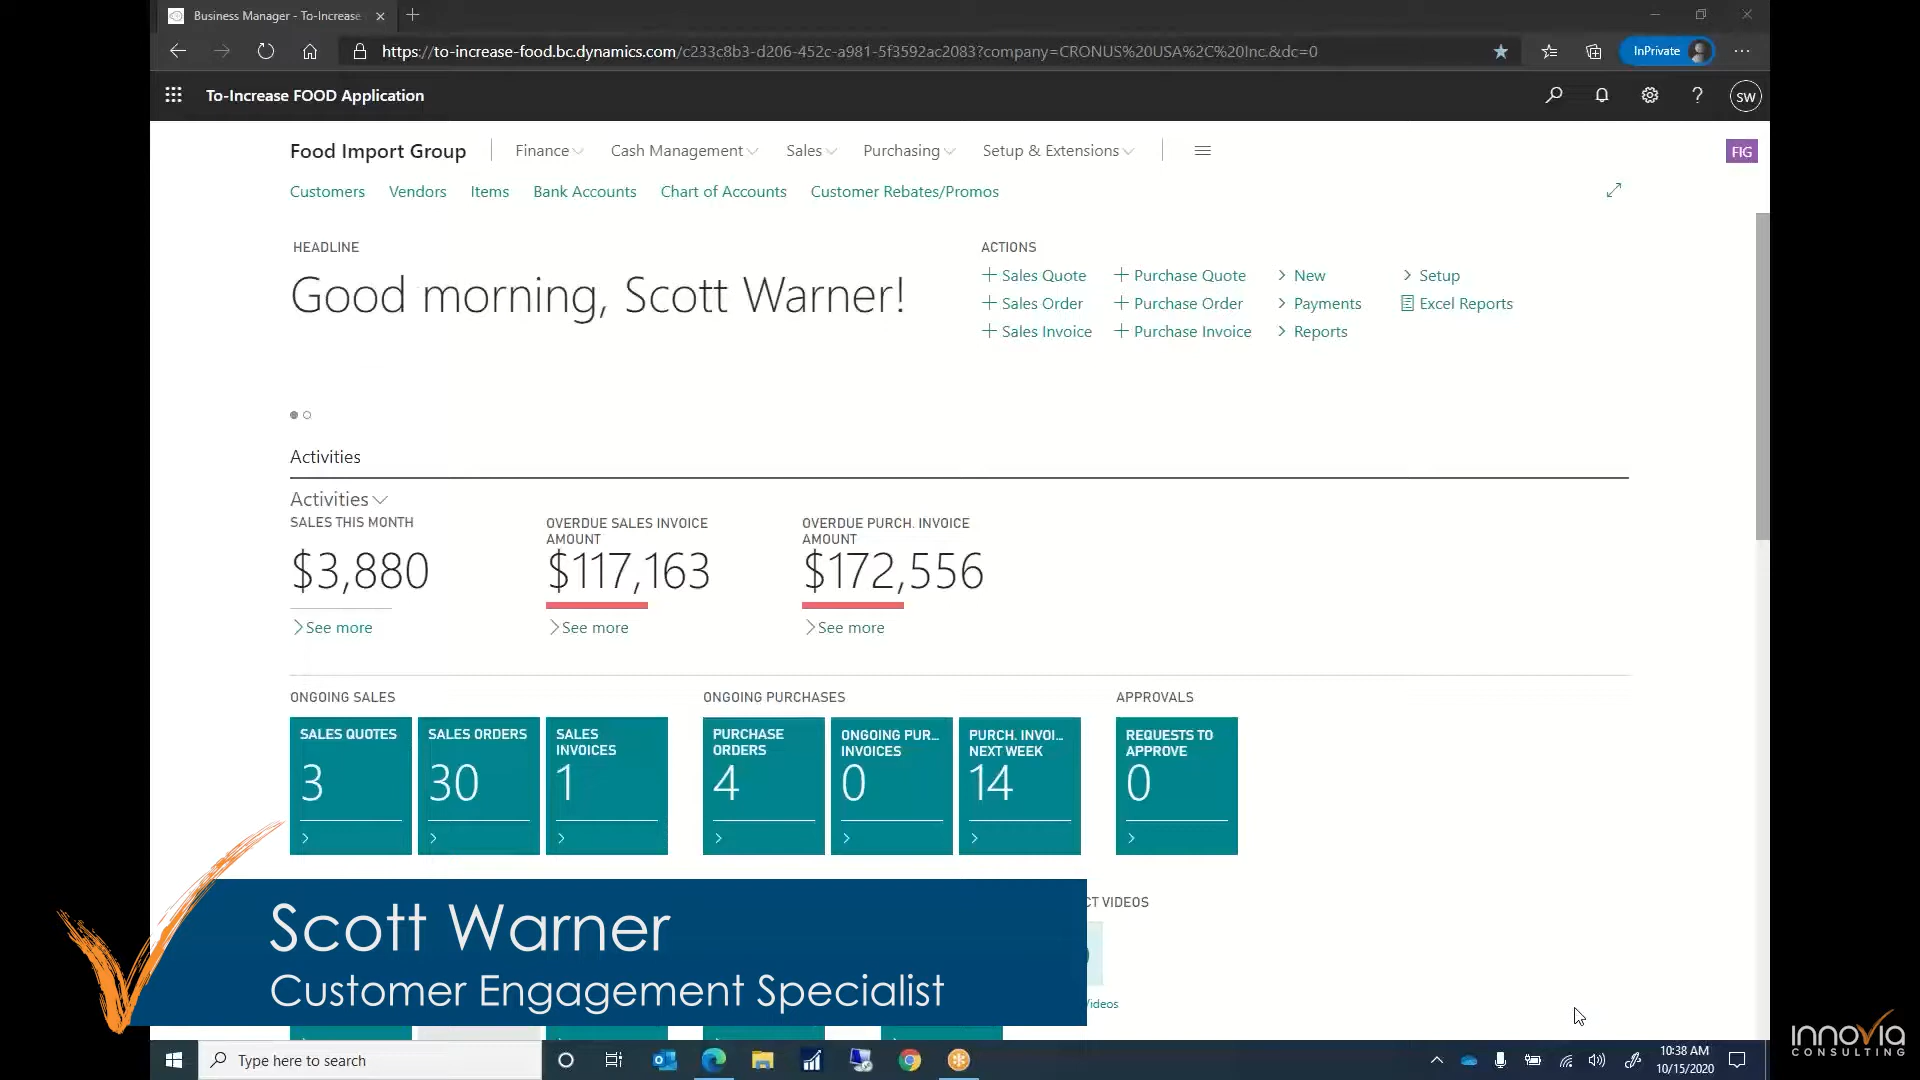 Business Manager - To-Increase
https://to-increase-food.bc.dynamics.com/c233c8b3-d206-452c-a981-5f3592ac2083?company=CRONUS%20USA%2C%20Inc.&dc=0
InPrivate
To-Increase FOOD Application
SW
Food Import Group
Finance
Cash Management
Sales
Purchasing
Setup & Extensions
FIG
Customers
Vendors
Items
Bank Accounts
Chart of Accounts
Customer Rebates/Promos
HEADLINE
Good morning, Scott Warner!
ACTIONS
Sales Quote
Purchase Quote
New
Setup
Sales Order
Purchase Order
Payments
Excel Reports
Sales Invoice
Purchase Invoice
Reports
Activities
Activities
SALES THIS MONTH
$3,880
See more
OVERDUE SALES INVOICE
AMOUNT
$117,163
See more
OVERDUE PURCH. INVOICE
AMOUNT
$172,556
See more
ONGOING SALES
SALES QUOTES
3
SALES ORDERS
30
SALES
INVOICES
1
ONGOING PURCHASES
PURCHASE
ORDERS
4
ONGOING PUR...
INVOICES
0
PURCH. INVOI...
NEXT WEEK
14
APPROVALS
REQUESTS TO
APPROVE
0
CT VIDEOS
Videos
Scott Warner
Customer Engagement Specialist
Type here to search
10:38 AM
10/15/2020
innovia
CONSULTING